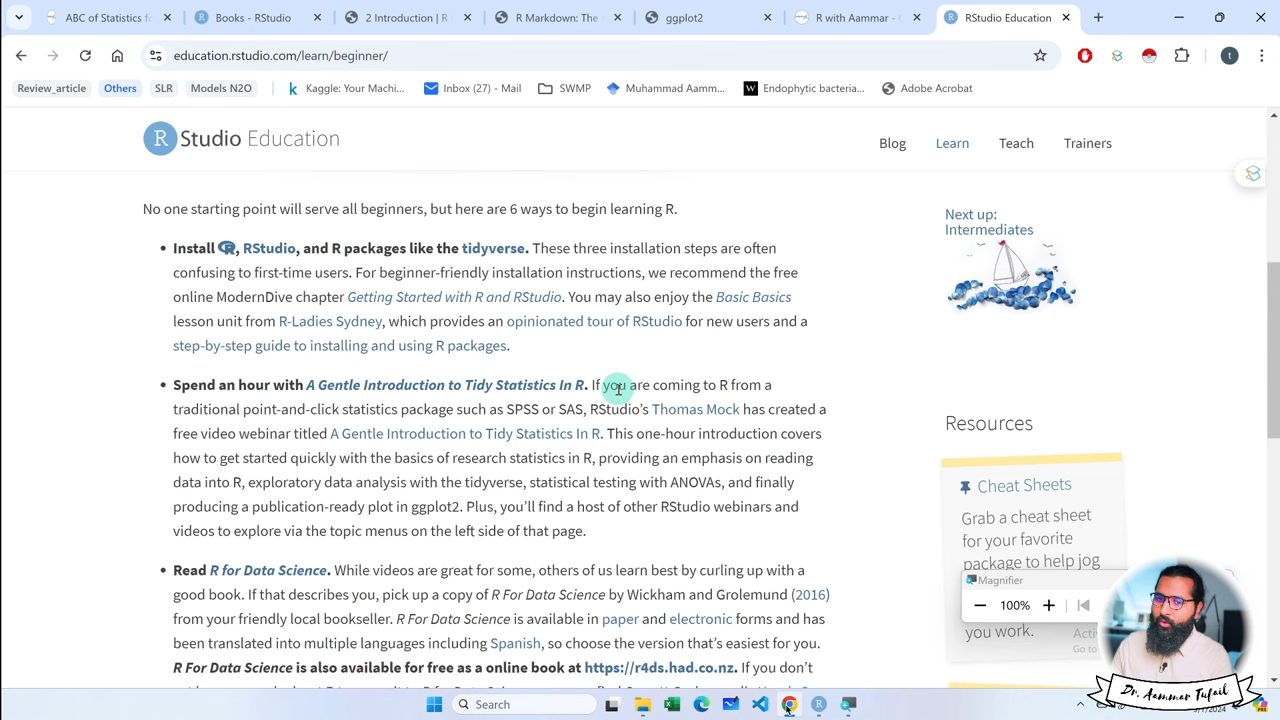 ABC of Statistics f
Books - RStudio
2 Introduction | R
R Markdown: The
ggplot2
R with Aammar -
RStudio Education
education.rstudio.com/learn/beginner/
Review_article
Others
SLR
Models N2O
Kaggle: Your Machi...
Inbox (27) - Mail
SWMP
Muhammad Aamm...
Endophytic bacteria...
Adobe Acrobat
R Studio Education
Blog
Learn
Teach
Trainers
No one starting point will serve all beginners, but here are 6 ways to begin learning R.
• Install R, RStudio, and R packages like the tidyverse. These three installation steps are often
confusing to first-time users. For beginner-friendly installation instructions, we recommend the free
online ModernDive chapter Getting Started with R and RStudio. You may also enjoy the Basic Basics
lesson unit from R-Ladies Sydney, which provides an opinionated tour of RStudio for new users and a
step-by-step guide to installing and using R packages.
• Spend an hour with A Gentle Introduction to Tidy Statistics In R. If you are coming to R from a
traditional point-and-click statistics package such as SPSS or SAS, RStudio’s Thomas Mock has created a
free video webinar titled A Gentle Introduction to Tidy Statistics In R. This one-hour introduction covers
how to get started quickly with the basics of research statistics in R, providing an emphasis on reading
data into R, exploratory data analysis with the tidyverse, statistical testing with ANOVAs, and finally
producing a publication-ready plot in ggplot2. Plus, you’ll find a host of other RStudio webinars and
videos to explore via the topic menus on the left side of that page.
• Read R for Data Science. While videos are great for some, others of us learn best by curling up with a
good book. If that describes you, pick up a copy of R For Data Science by Wickham and Grolemund (2016)
from your friendly local bookseller. R For Data Science is available in paper and electronic forms and has
been translated into multiple languages including Spanish, so choose the version that’s easiest for you.
R For Data Science is also available for free as a online book at https://r4ds.had.co.nz. If you don’t
Next up:
Intermediates
Resources
Cheat Sheets
Grab a cheat sheet
for your favorite
package to help jog
Magnifier
100%
you work.
Dr. Aammar Tufail
Search